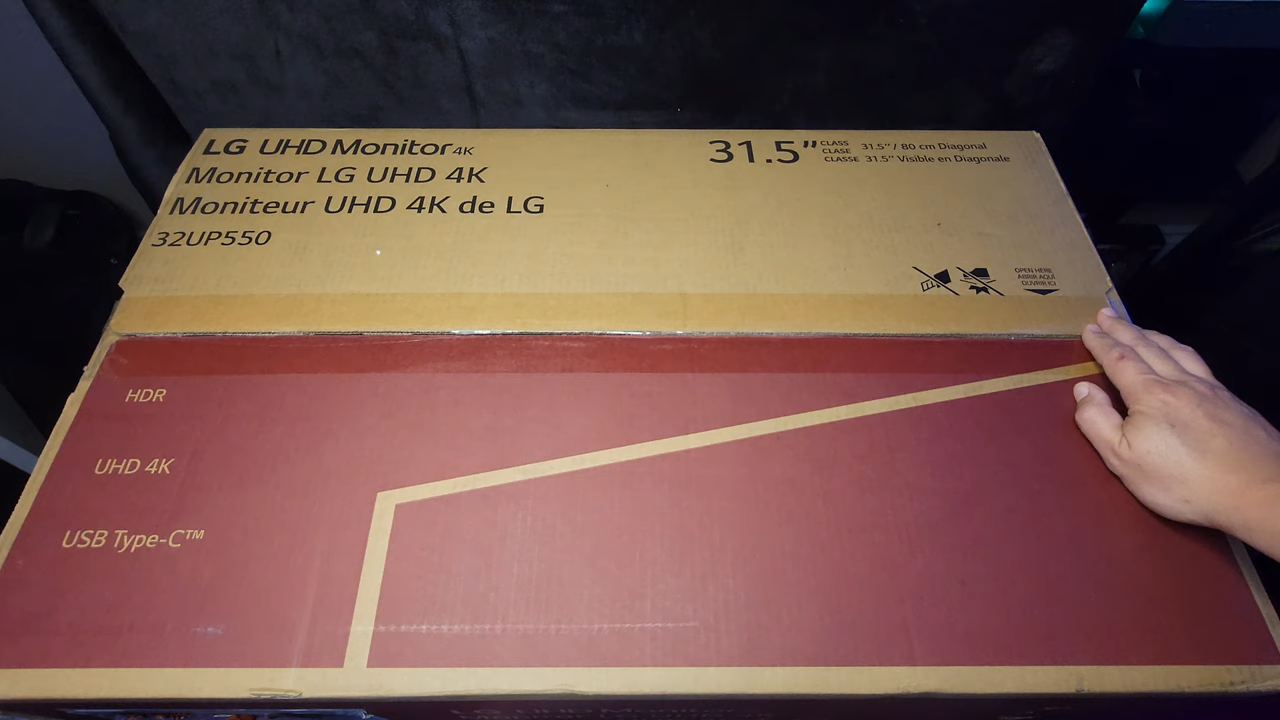 LG UHD Monitor 4K
Monitor LG UHD 4K
Moniteur UHD 4K de LG
32UP550
31.5” CLASS 31.5” / 80 cm Diagonal
CLASE
CLASSE 31.5” Visible en Diagonale
OPEN HERE
ABRIR AQUÍ
OUVRIR ICI
HDR
UHD 4K
USB Type-C™